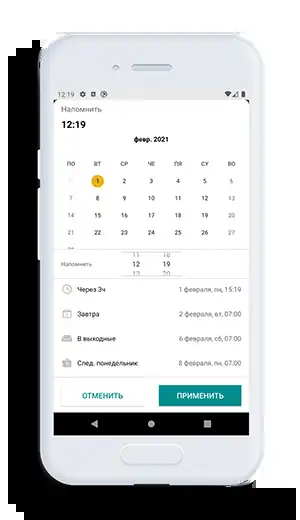 12:19
Напомнить
12:19
февр. 2021
ПО ВТ СР ЧЕ ПЯ СУ ВО
1 2 3 4 5 6
7 8 9 10 11 12 13
14 15 16 17 18 19 20
21 22 23 24 25 26 27
11 18
Напомнить 12 19
13 20
Через 3ч 1 февраля, пн, 15:19
Завтра 2 февраля, вт, 07:00
В выходные 6 февраля, сб, 07:00
След. понедельник 8 февраля, пн, 07:00
ОТМЕНИТЬ ПРИМЕНИТЬ